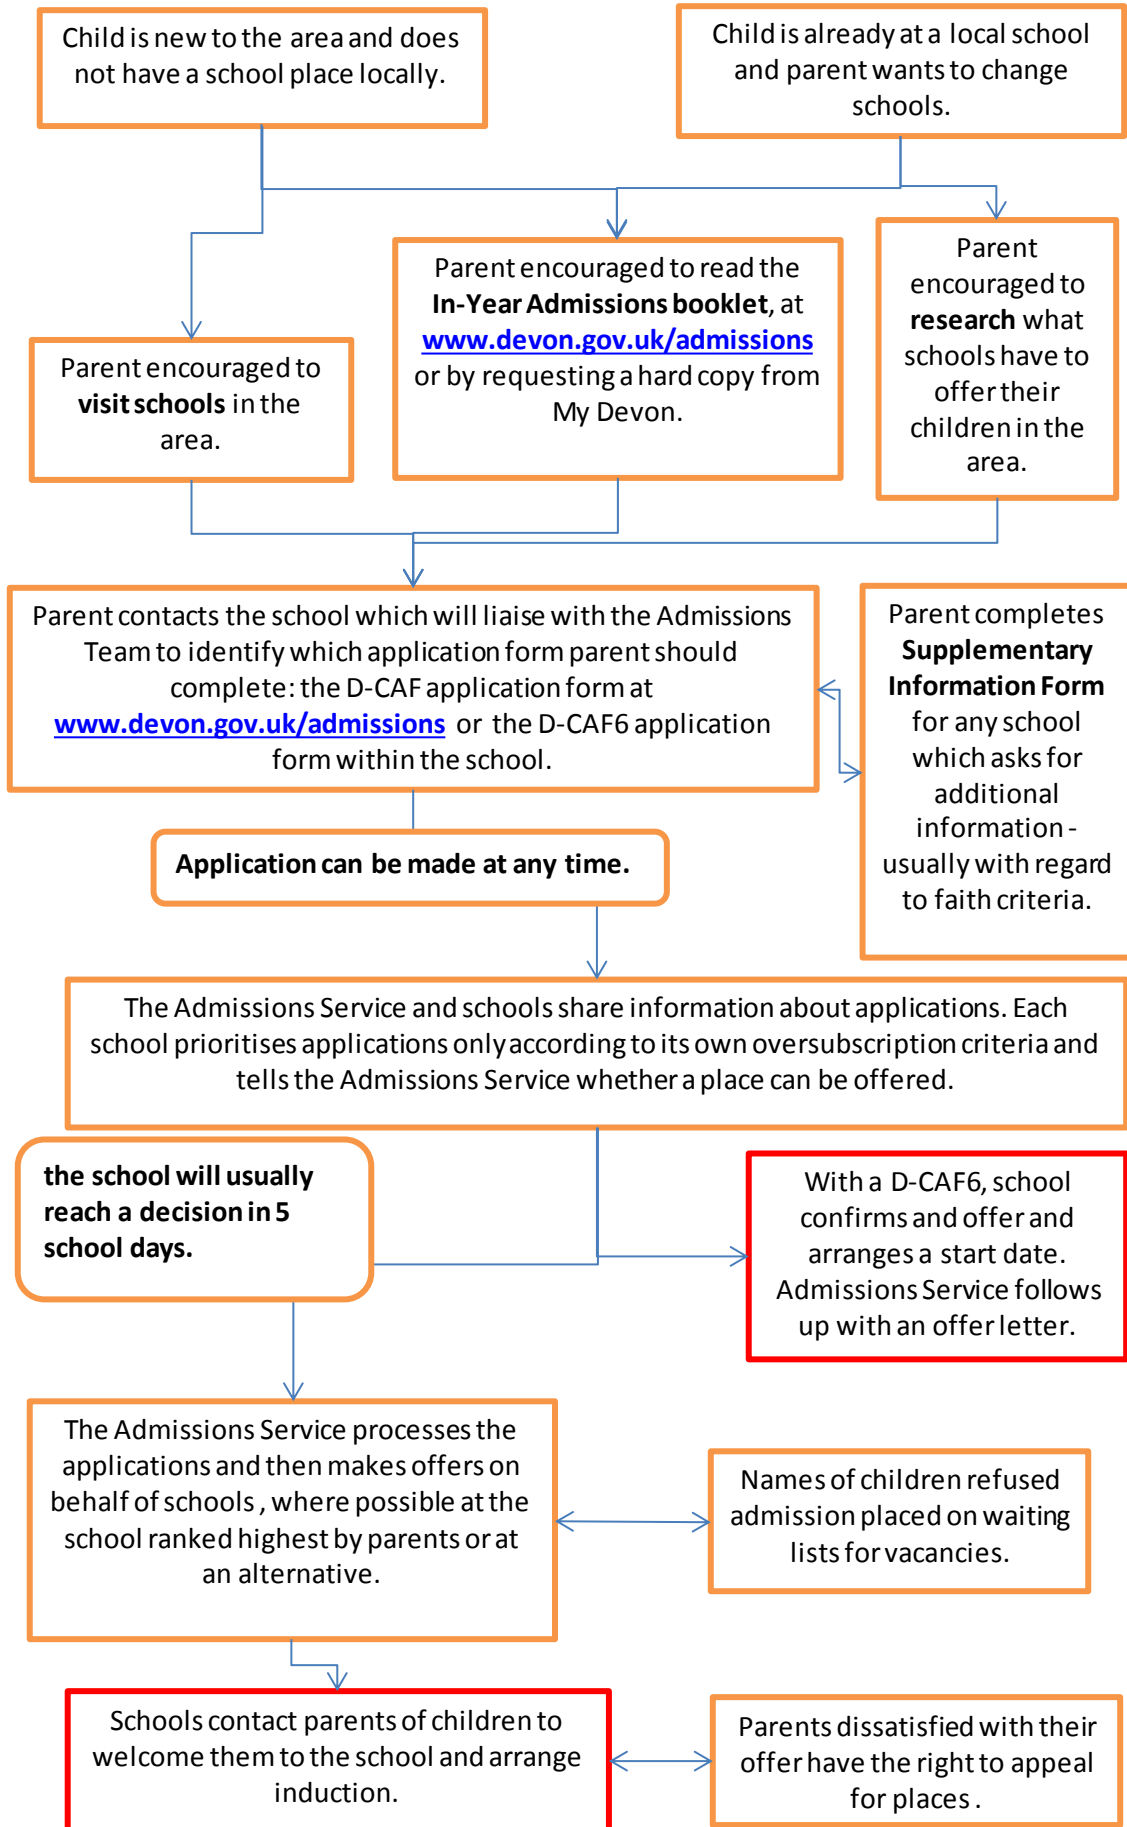 Child is new to the area and does
not have a school place locally.
Child is already at a local school
and parent wants to change
schools.
Parent encouraged to
visit schools in the
area.
Parent encouraged to read the
In-Year Admissions booklet, at
www.devon.gov.uk/admissions
or by requesting a hard copy from
My Devon.
Parent
encouraged to
research what
schools have to
offer their
children in the
area.
Parent contacts the school which will liaise with the Admissions
Team to identify which application form parent should
complete: the D-CAF application form at
www.devon.gov.uk/admissions or the D-CAF6 application
form within the school.
Parent completes
Supplementary
Information Form
for any school
which asks for
additional
information -
usually with regard
to faith criteria.
Application can be made at any time.
The Admissions Service and schools share information about applications. Each
school prioritises applications only according to its own oversubscription criteria and
tells the Admissions Service whether a place can be offered.
the school will usually
reach a decision in 5
school days.
With a D-CAF6, school
confirms and offer and
arranges a start date.
Admissions Service follows
up with an offer letter.
The Admissions Service processes the
applications and then makes offers on
behalf of schools , where possible at the
school ranked highest by parents or at
an alternative.
Names of children refused
admission placed on waiting
lists for vacancies.
Schools contact parents of children to
welcome them to the school and arrange
induction.
Parents dissatisfied with their
offer have the right to appeal
for places .